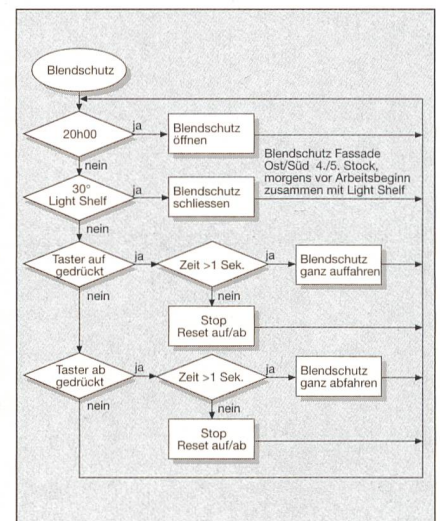 Blendschutz
20h00
ja
Blendschutz
öffnen
nein
Blendschutz Fassade
Ost/Süd 4./5. Stock,
morgens vor Arbeitsbeginn
zusammen mit Light Shelf
30°
Light Shelf
ja
Blendschutz
schliessen
nein
Taster auf
gedrückt
ja
Zeit >1 Sek.
ja
Blendschutz
ganz auffahren
nein
nein
Stop
Reset auf/ab
Taster ab
gedrückt
ja
Zeit >1 Sek.
ja
Blendschutz
ganz abfahren
nein
nein
Stop
Reset auf/ab